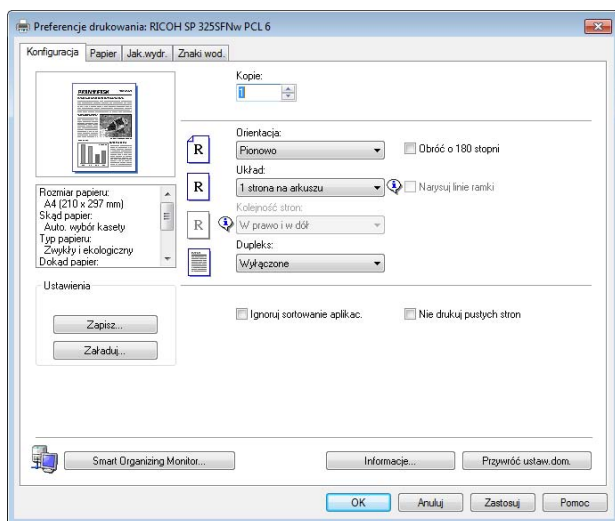 Preferencje drukowania: RICOH SP 325SFNw PCL 6
Konfiguracja Papier Jak.wydr. Znaki wod.
Kopie:
1
Orientacja:
R Pionowo Obróć o 180 stopni
Układ:
R 1 strona na arkuszu Narysuj linie ramki
Rozmiar papieru:
A4 (210 x 297 mm)
Skąd papier:
Auto. wybór kasety
Typ papieru:
Zwykły i ekologiczny
Dokąd papier:
Kolejność stron:
R W prawo i w dół
Dupleks:
Wyłączone
Ustawienia
Zapisz...
Załaduj...
Ignoruj sortowanie aplikac. Nie drukuj pustych stron
Smart Organizing Monitor... Informacje... Przywróć ustaw.dom.
OK Anuluj Zastosuj Pomoc